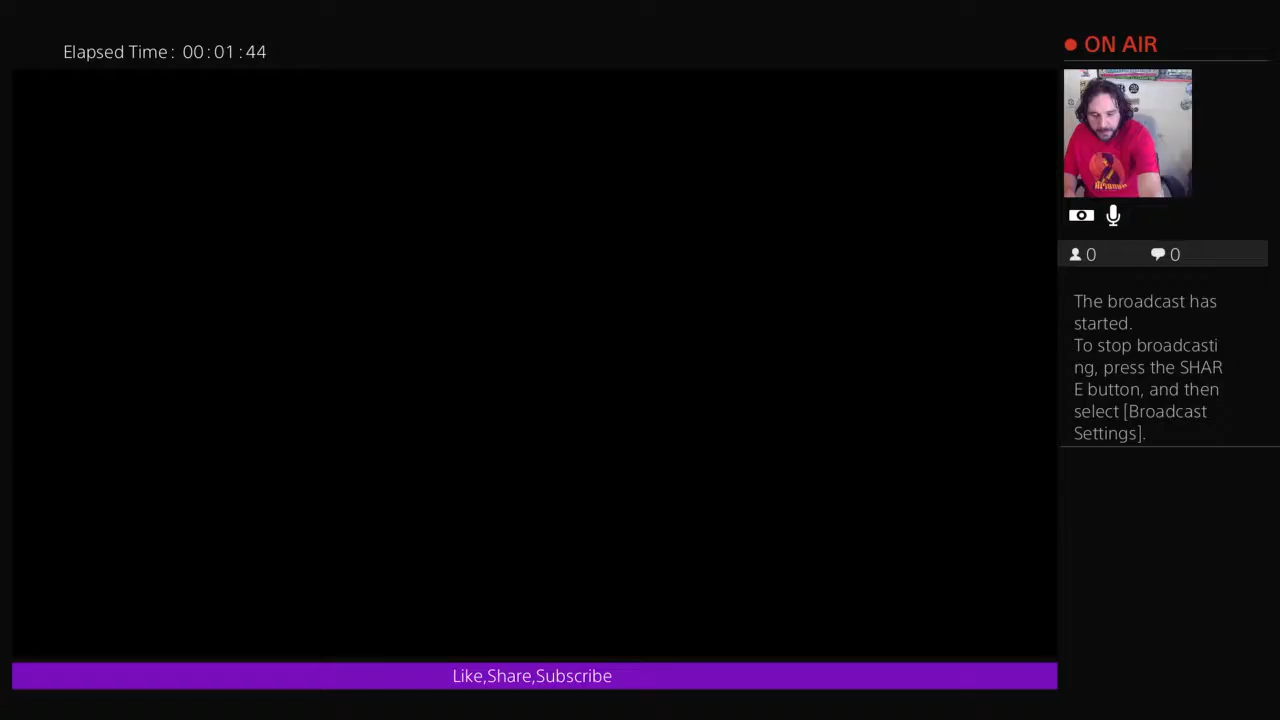 Elapsed Time: 00:01:44
ON AIR
0 0
The broadcast has
started.
To stop broadcasti
ng, press the SHAR
E button, and then
select [Broadcast
Settings].
Like,Share,Subscribe